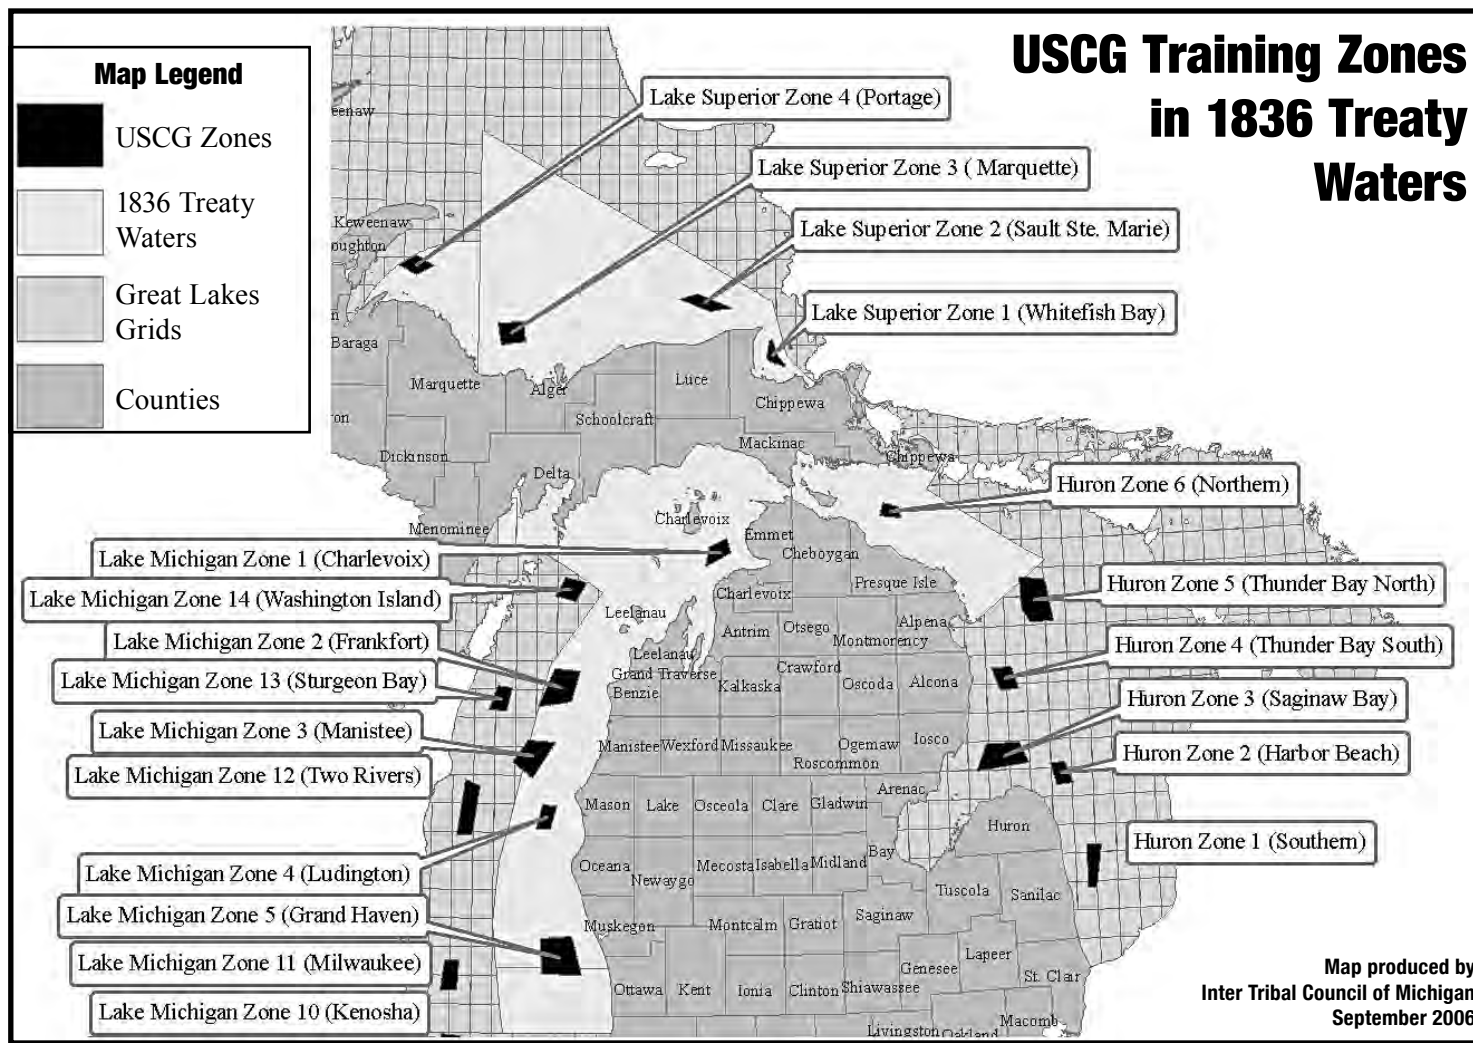 USCG Training Zones
in 1836 Treaty
Waters
Map Legend
USCG Zones
1836 Treaty
Waters
Great Lakes
Grids
Counties
Lake Superior Zone 4 (Portage)
Lake Superior Zone 3 ( Marquette)
Lake Superior Zone 2 (Sault Ste. Marie)
Lake Superior Zone 1 (Whitefish Bay)
eenaw
Keweenaw
oughton
n
Baraga
Marquette
Alger
Luce
Schoolcraft
Chippewa
on
Dickinson
Mackinac
Chippewa
Delta
Menominee
Huron Zone 6 (Northern)
Charlevoix
Emmet
Cheboygan
Presque Isle
Lake Michigan Zone 1 (Charlevoix)
Lake Michigan Zone 14 (Washington Island)
Lake Michigan Zone 2 (Frankfort)
Lake Michigan Zone 13 (Sturgeon Bay)
Lake Michigan Zone 3 (Manistee)
Lake Michigan Zone 12 (Two Rivers)
Lake Michigan Zone 4 (Ludington)
Lake Michigan Zone 5 (Grand Haven)
Lake Michigan Zone 11 (Milwaukee)
Lake Michigan Zone 10 (Kenosha)
Huron Zone 5 (Thunder Bay North)
Huron Zone 4 (Thunder Bay South)
Huron Zone 3 (Saginaw Bay)
Huron Zone 2 (Harbor Beach)
Huron Zone 1 (Southern)
Charlevoix
Leelanau
Antrim
Otsego
Montmorency
Alpena
Leelanau
Grand Traverse
Benzie
Kalkaska
Crawford
Oscoda
Alcona
Manistee
Wexford
Missaukee
Roscommon
Ogemaw
Iosco
Arenac
Mason
Lake
Osceola
Clare
Gladwin
Huron
Oceana
Newaygo
Mecosta
Isabella
Midland
Bay
Tuscola
Sanilac
Muskegon
Montcalm
Gratiot
Saginaw
Lapeer
Genesee
St. Clair
Ottawa
Kent
Ionia
Clinton
Shiawassee
Livingston
Oakland
Macomb
Map produced by
Inter Tribal Council of Michigan
September 2006